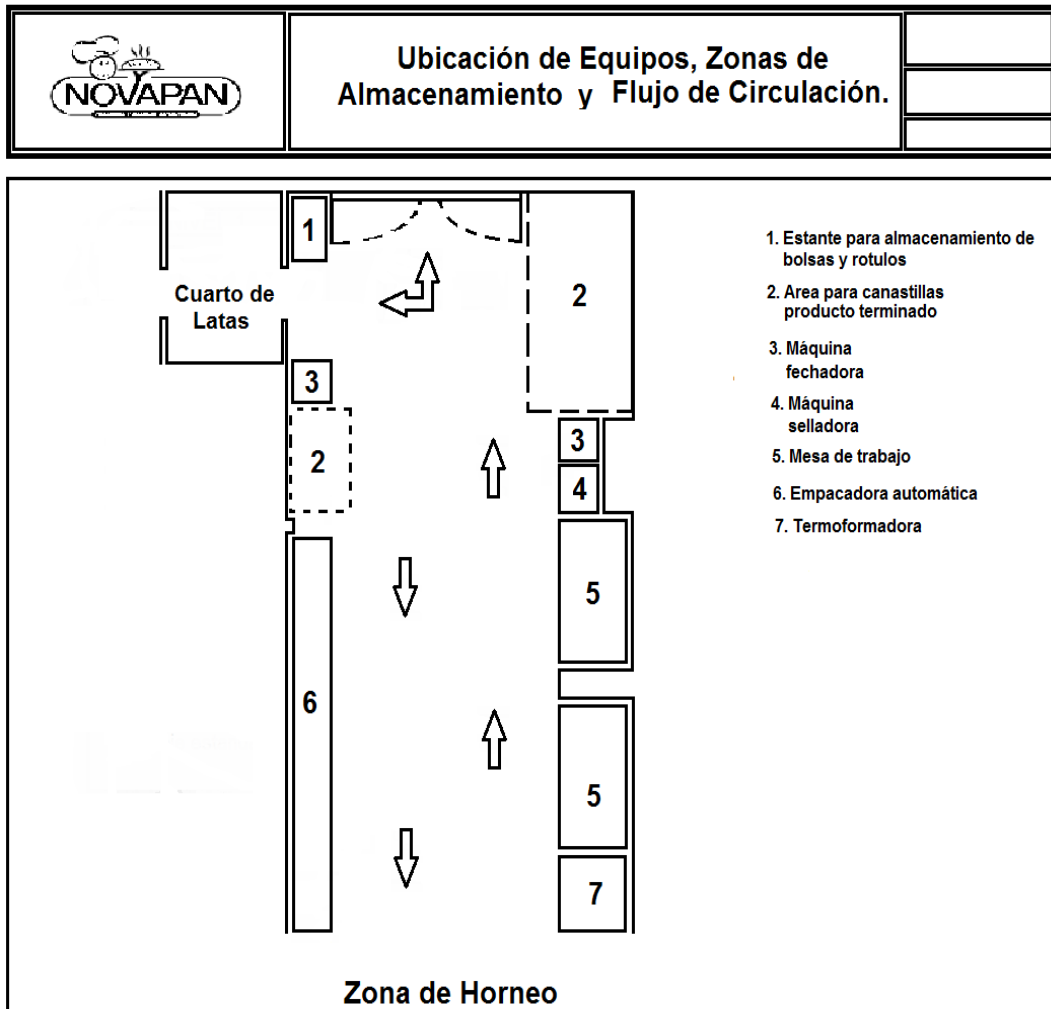 NOVAPAN
Ubicación de Equipos, Zonas de
Almacenamiento y Flujo de Circulación.
1
2
Cuarto de
Latas
3
2
3
4
5
6
5
7
Zona de Horneo
1. Estante para almacenamiento de
bolsas y rotulos
2. Area para canastillas
producto terminado
3. Máquina
fechadora
4. Máquina
selladora
5. Mesa de trabajo
6. Empacadora automática
7. Termoformadora